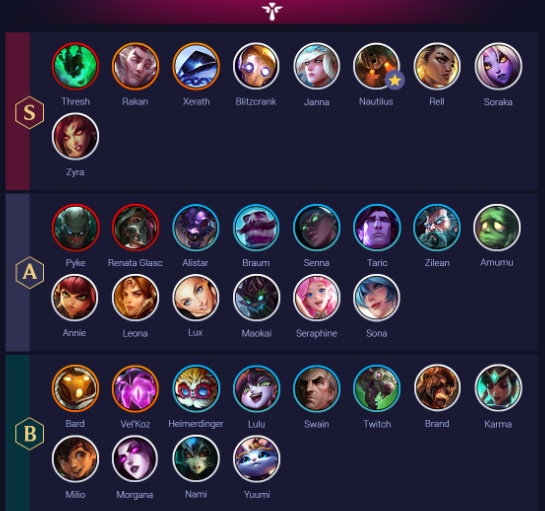 S
Thresh Rakan Xerath Blitzcrank Janna Nautilus Rell Soraka
Zyra
A
Pyke Renata Glasc Alistar Braum Senna Taric Zilean Amumu
Annie Leona Lux Maokai Seraphine Sona
B
Bard Vel'Koz Heimerdinger Lulu Swain Twitch Brand Karma
Milio Morgana Nami Yuumi